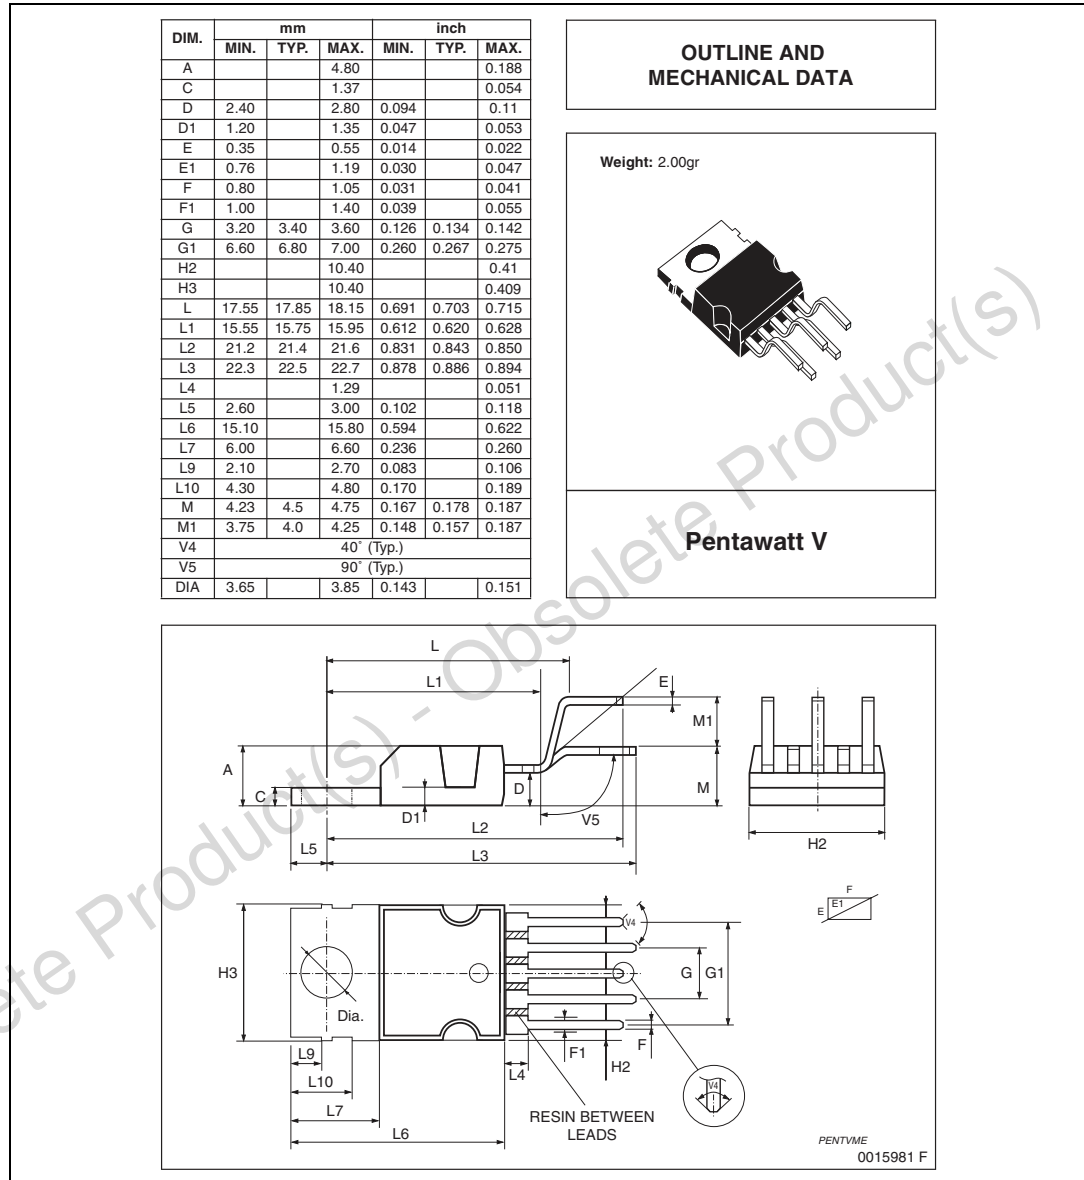 DIM. mm inch
MIN. TYP. MAX. MIN. TYP. MAX.
A 4.80 0.188
C 1.37 0.054
D 2.40 2.80 0.094 0.11
D1 1.20 1.35 0.047 0.053
E 0.35 0.55 0.014 0.022
E1 0.76 1.19 0.030 0.047
F 0.80 1.05 0.031 0.041
F1 1.00 1.40 0.039 0.055
G 3.20 3.40 3.60 0.126 0.134 0.142
G1 6.60 6.80 7.00 0.260 0.267 0.275
H2 10.40 0.41
H3 10.40 0.409
L 17.55 17.85 18.15 0.691 0.703 0.715
L1 15.55 15.75 15.95 0.612 0.620 0.628
L2 21.2 21.4 21.6 0.831 0.843 0.850
L3 22.3 22.5 22.7 0.878 0.886 0.894
L4 1.29 0.051
L5 2.60 3.00 0.102 0.118
L6 15.10 15.80 0.594 0.622
L7 6.00 6.60 0.236 0.260
L9 2.10 2.70 0.083 0.106
L10 4.30 4.80 0.170 0.189
M 4.23 4.5 4.75 0.167 0.178 0.187
M1 3.75 4.0 4.25 0.148 0.157 0.187
V4 40° (Typ.)
V5 90° (Typ.)
DIA 3.65 3.85 0.143 0.151
OUTLINE AND
MECHANICAL DATA
Weight: 2.00gr
Pentawatt V
L
L1
E
M1
A
C
D
M
D1
L2
V5
H2
L5
L3
F
E E1
V4
H3
G G1
Dia.
L9
F1
F
L4
H2
L10
V4
L7
RESIN BETWEEN
LEADS
L6
PENTVME
0015981 F
ete Product(s) - Obsolete Product(s)